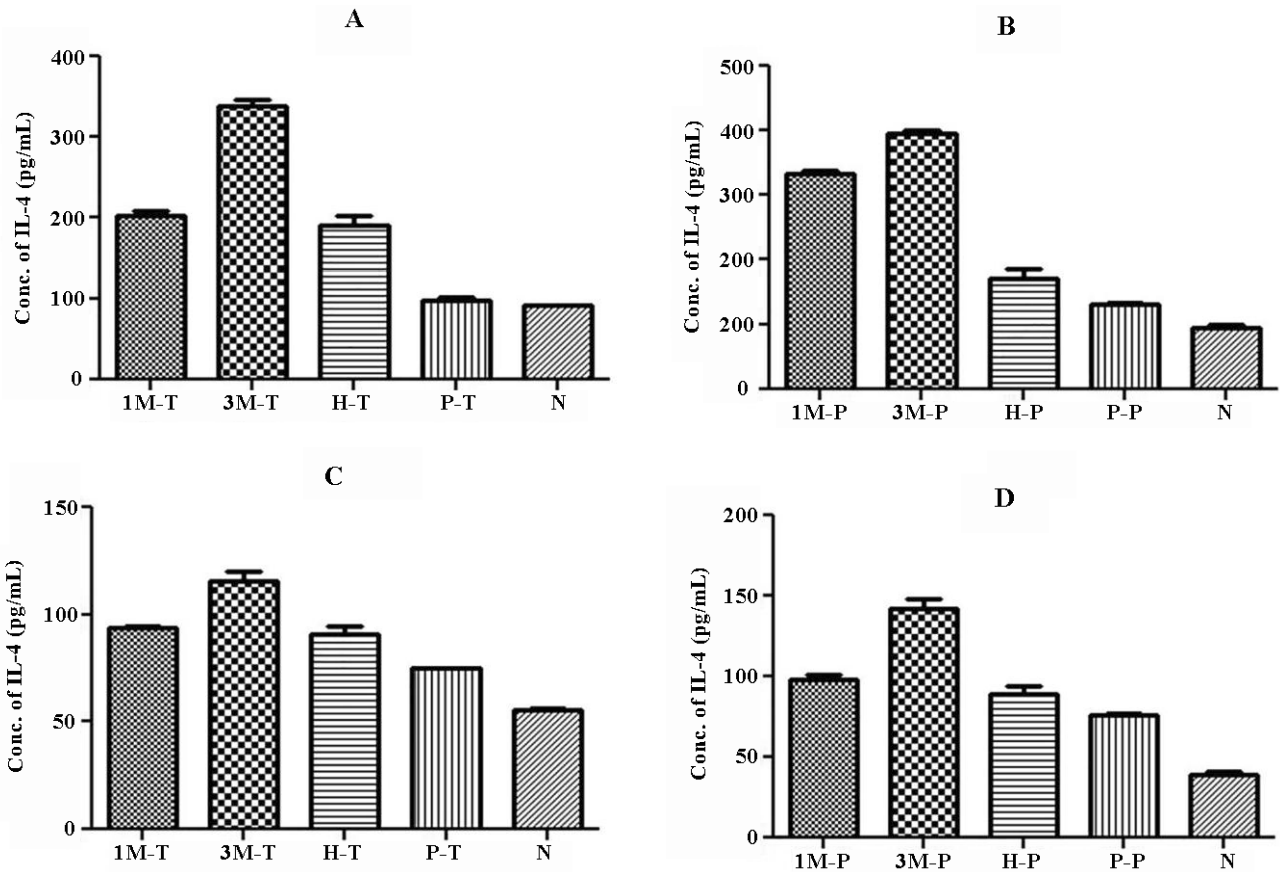 A
Conc. of IL-4 (pg/mL)
400
300
200
100
0
1M-T 3M-T H-T P-T N
B
Conc. of IL-4 (pg/mL)
500
400
300
200
200
0
1M-P 3M-P H-P P-P N
C
Conc. of IL-4 (pg/mL)
150
100
50
0
1M-T 3M-T H-T P-T N
D
Conc. of IL-4 (pg/mL)
200
150
100
50
0
1M-P 3M-P H-P P-P N